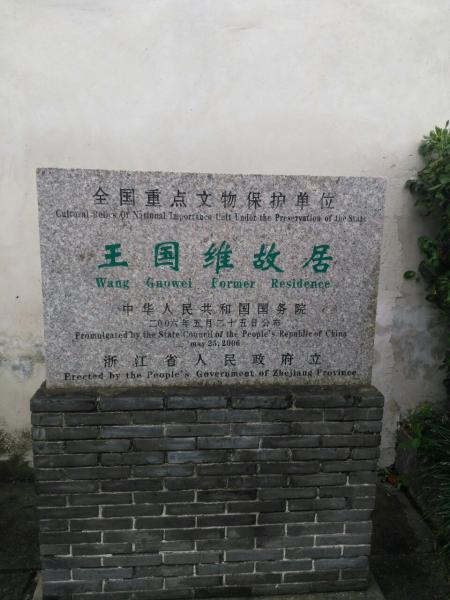 全国重点文物保护单位
Cultural Relics Of National Importance Unit Under the Preservation of the State
王国维故居
Wang Guowei Former Residence
中华人民共和国国务院
二00六年五月二十五日公布
Promulgated by the State Council of the People's Republic of China
may 25, 2006
浙江省人民政府立
Erected by the People's Government of Zhejiang Province